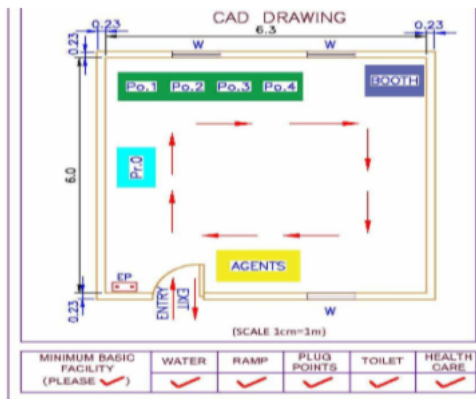 CAD DRAWING
0.23
6.3
0.23
0.23
W
W
Po.1 Po.2 Po.3 Po.4
BOOTH
6.0
Pr.0
AGENTS
EP
0.23
ENTRY
EXIT
W
(SCALE 1cm=1m)
MINIMUM BASIC
FACILITY
(PLEASE ✓)
WATER
RAMP
PLUG
POINTS
TOILET
HEALTH
CARE